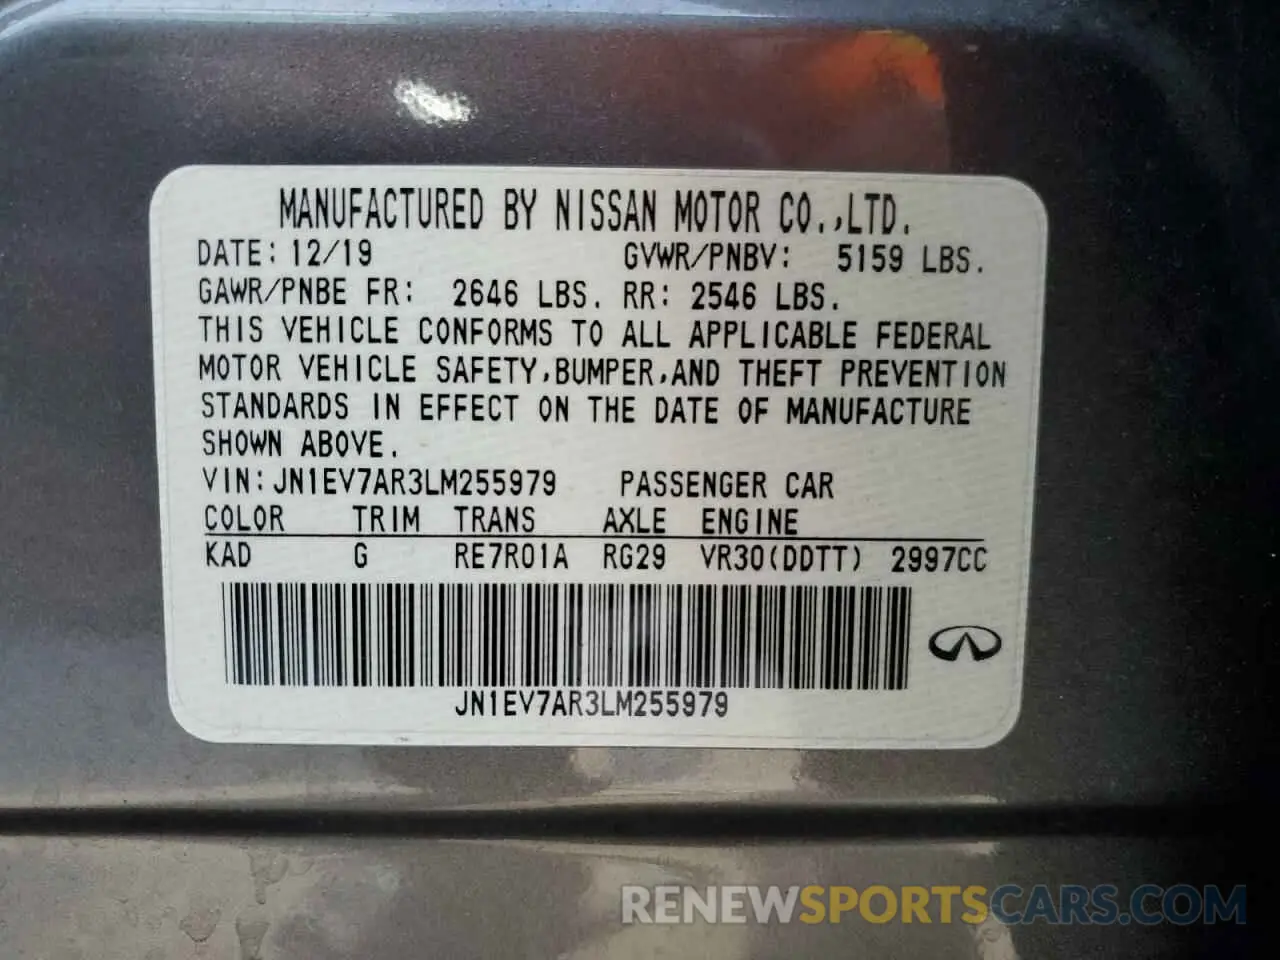 MANUFACTURED BY NISSAN MOTOR CO.,LTD.
DATE: 12/19 GVWR/PNBV: 5159 LBS.
GAWR/PNBE FR: 2646 LBS. RR: 2546 LBS.
THIS VEHICLE CONFORMS TO ALL APPLICABLE FEDERAL
MOTOR VEHICLE SAFETY,BUMPER,AND THEFT PREVENTION
STANDARDS IN EFFECT ON THE DATE OF MANUFACTURE
SHOWN ABOVE.
VIN:JN1EV7AR3LM255979 PASSENGER CAR
COLOR TRIM TRANS AXLE ENGINE
KAD G RE7R01A RG29 VR30(DDTT) 2997CC
JN1EV7AR3LM255979
RENEWSPORTSCARS.COM